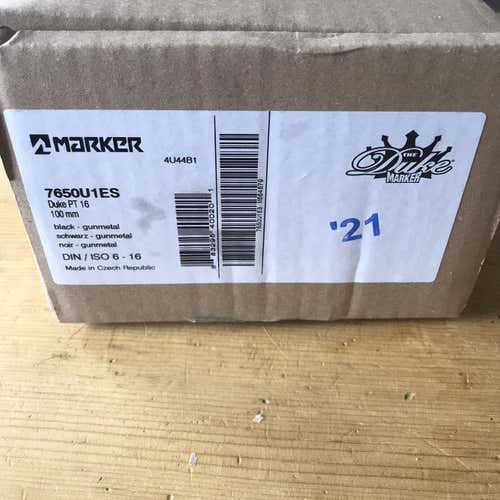 MARKER
4U44B1
7650U1ES
Duke PT 16
100 mm
black - gunmetal
schwarz - gunmetal
noir - gunmetal
DIN / ISO 6 - 16
Made in Czech Republic
THE
Duke
MARKER
'21